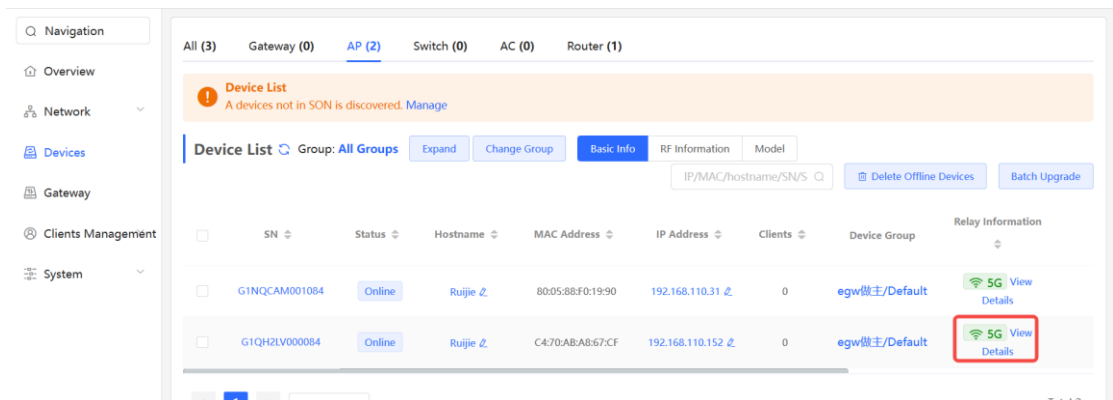 Navigation
All (3) Gateway (0) AP (2) Switch (0) AC (0) Router (1)
Overview
Device List
A devices not in SON is discovered. Manage
Network
Devices
Device List Group: All Groups Expand Change Group Basic Info RF Information Model
IP/MAC/hostname/SN/S Delete Offline Devices Batch Upgrade
Gateway
Clients Management
SN Status Hostname MAC Address IP Address Clients Device Group Relay Information
System
G1NQCAM001084 Online Ruijie 80:05:88:F0:19:90 192.168.110.31 0 egw做主/Default 5G View
Details
G1QH2LV000084 Online Ruijie C4:70:AB:A8:67:CF 192.168.110.152 0 egw做主/Default 5G View
Details
1